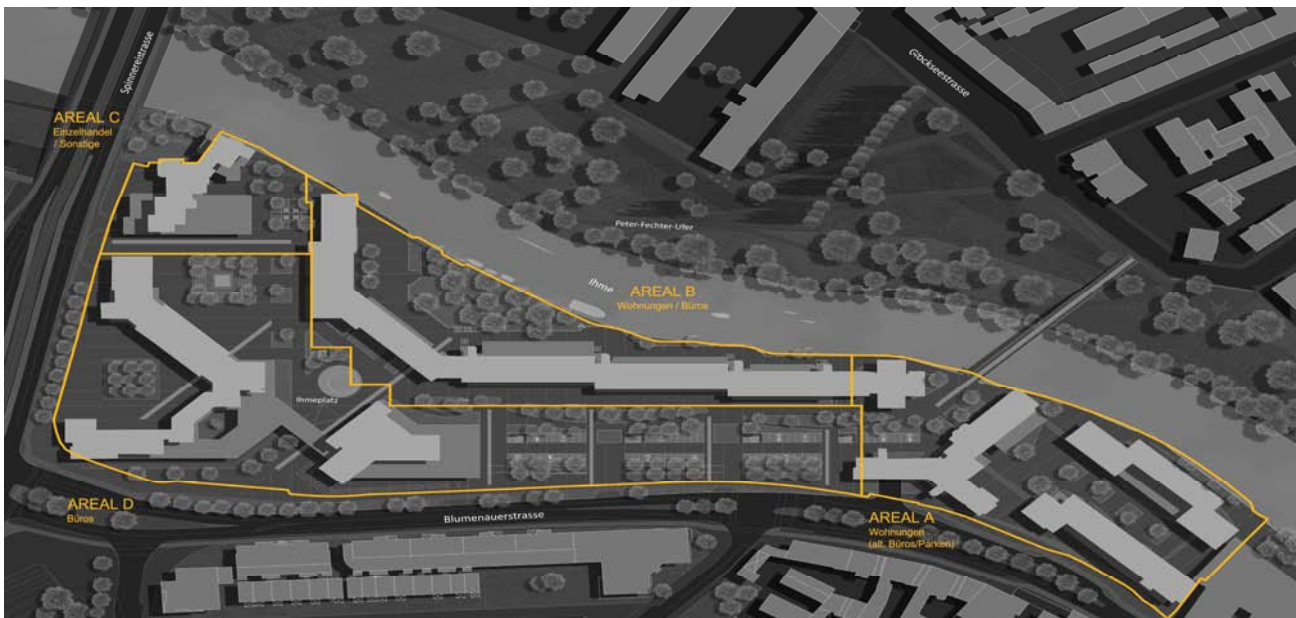 Spinnereistrasse
Glockseestrasse
AREAL C
Einzelhandel
/ Sonstige
Peter-Fechter-Ufer
Ihme
AREAL B
Wohnungen / Büros
Ihmeplatz
AREAL D
Büros
Blumenauerstrasse
AREAL A
Wohnungen
(alt. Büros/Parken)